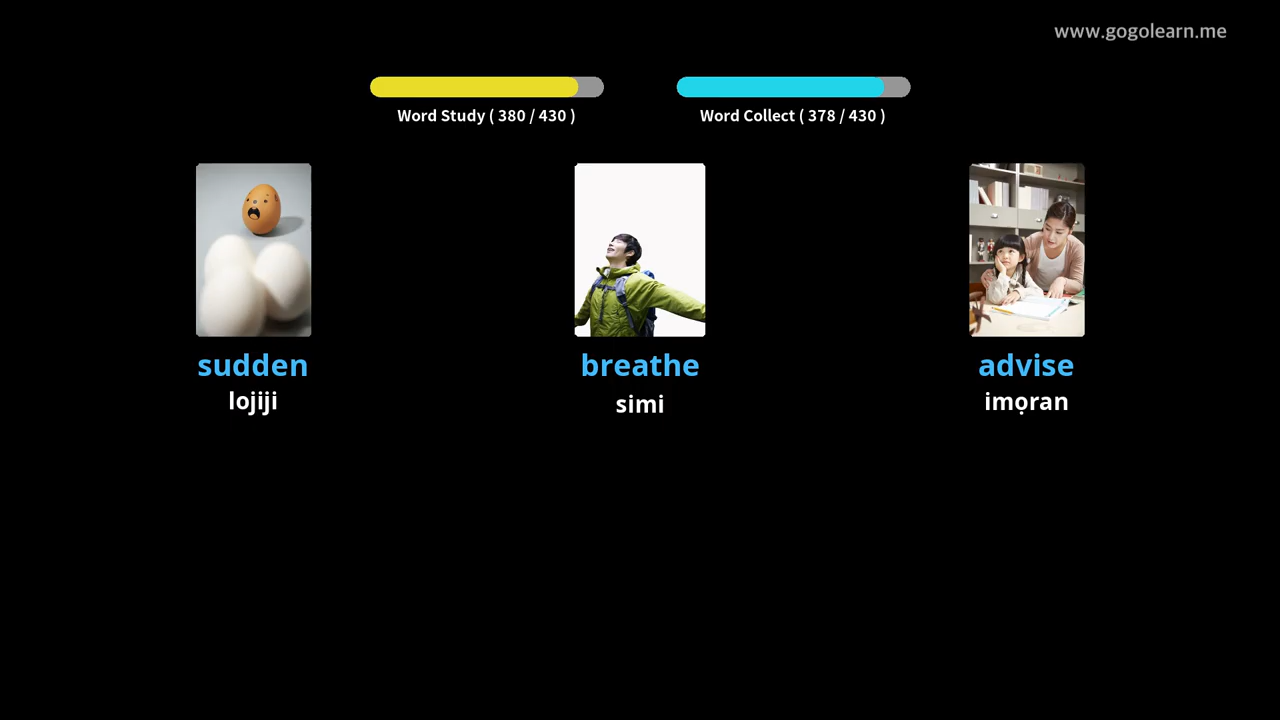 www.gogolearn.me
Word Study ( 380 / 430 )
Word Collect ( 378 / 430 )
sudden
lojiji
breathe
simi
advise
imọran